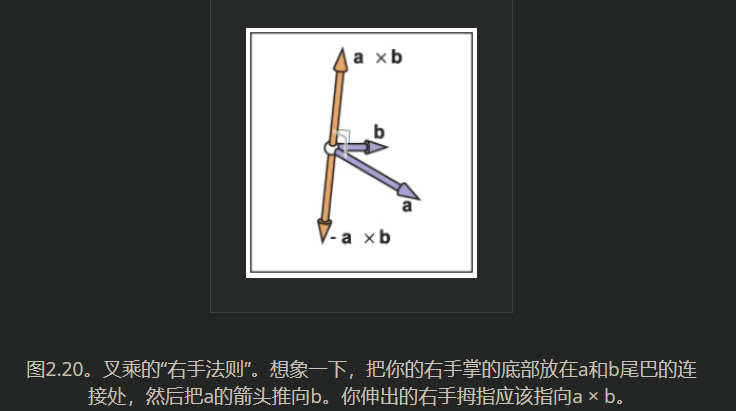 a × b
b
a
- a × b
图2.20。叉乘的“右手法则”。想象一下，把你的右手掌的底部放在a和b尾巴的连
接处，然后把a的箭头推向b。你伸出的右手拇指应该指向a × b。